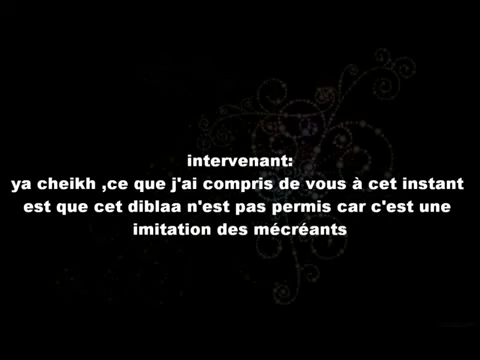 intervenant:
ya cheikh ,ce que j'ai compris de vous à cet instant
est que cet diblaa n'est pas permis car c'est une
imitation des mécréants